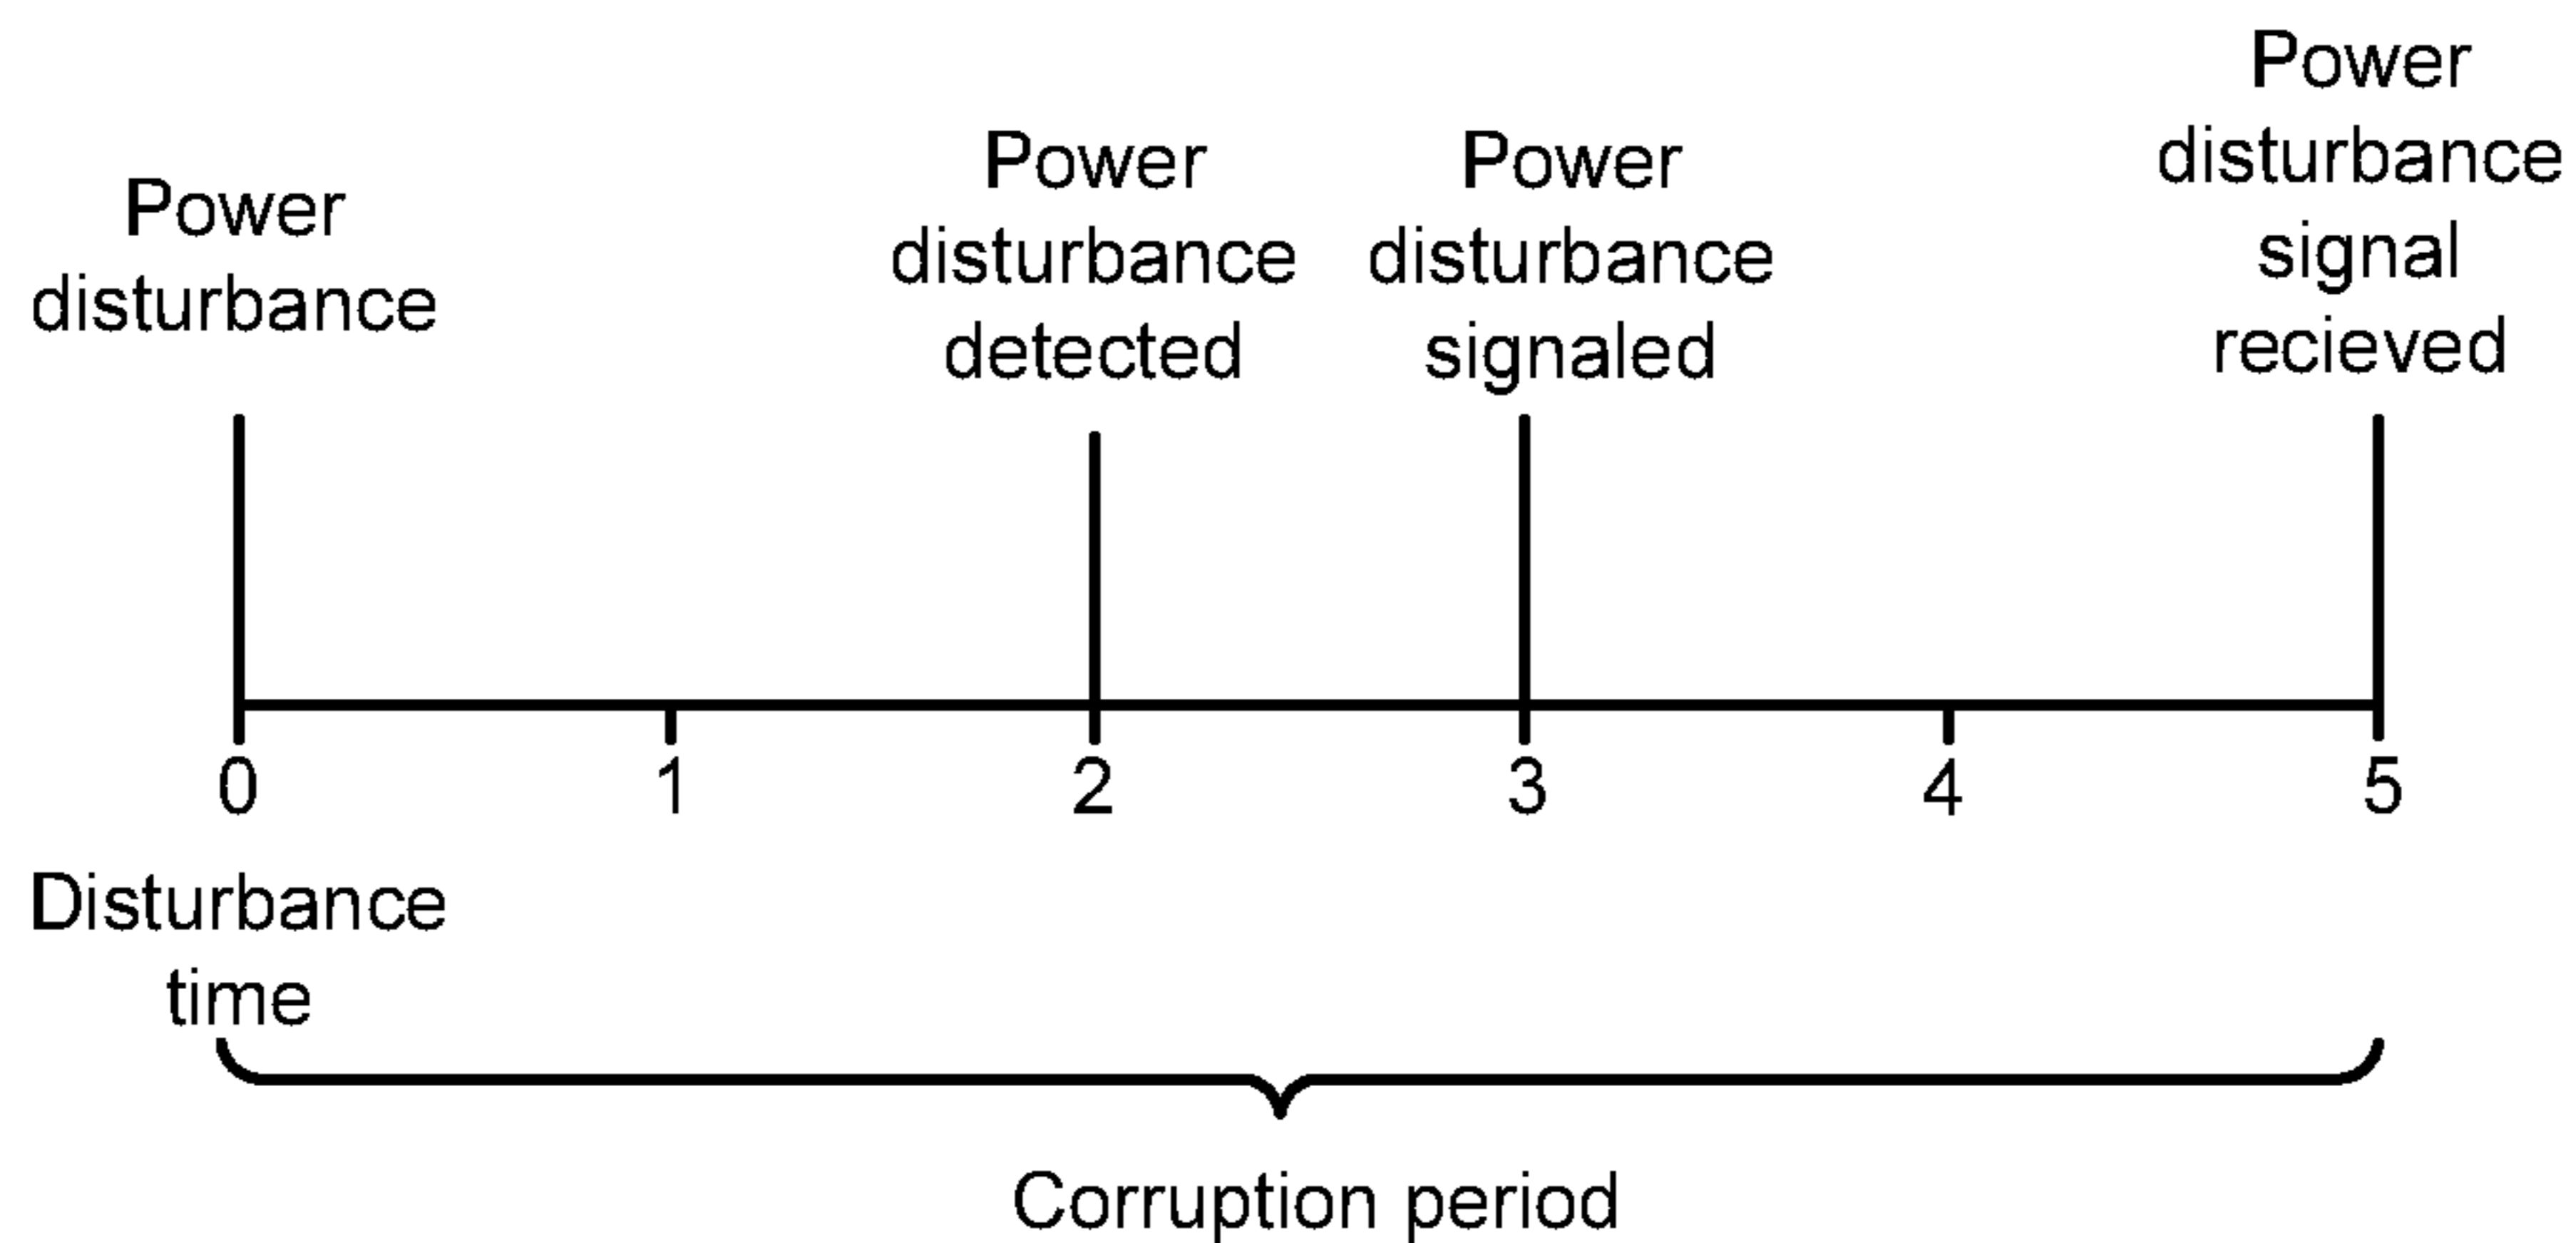 Power
disturbance
Power
disturbance
detected
Power
disturbance
signaled
Power
disturbance
signal
recieved
0
1
2
3
4
5
Disturbance
time
Corruption period